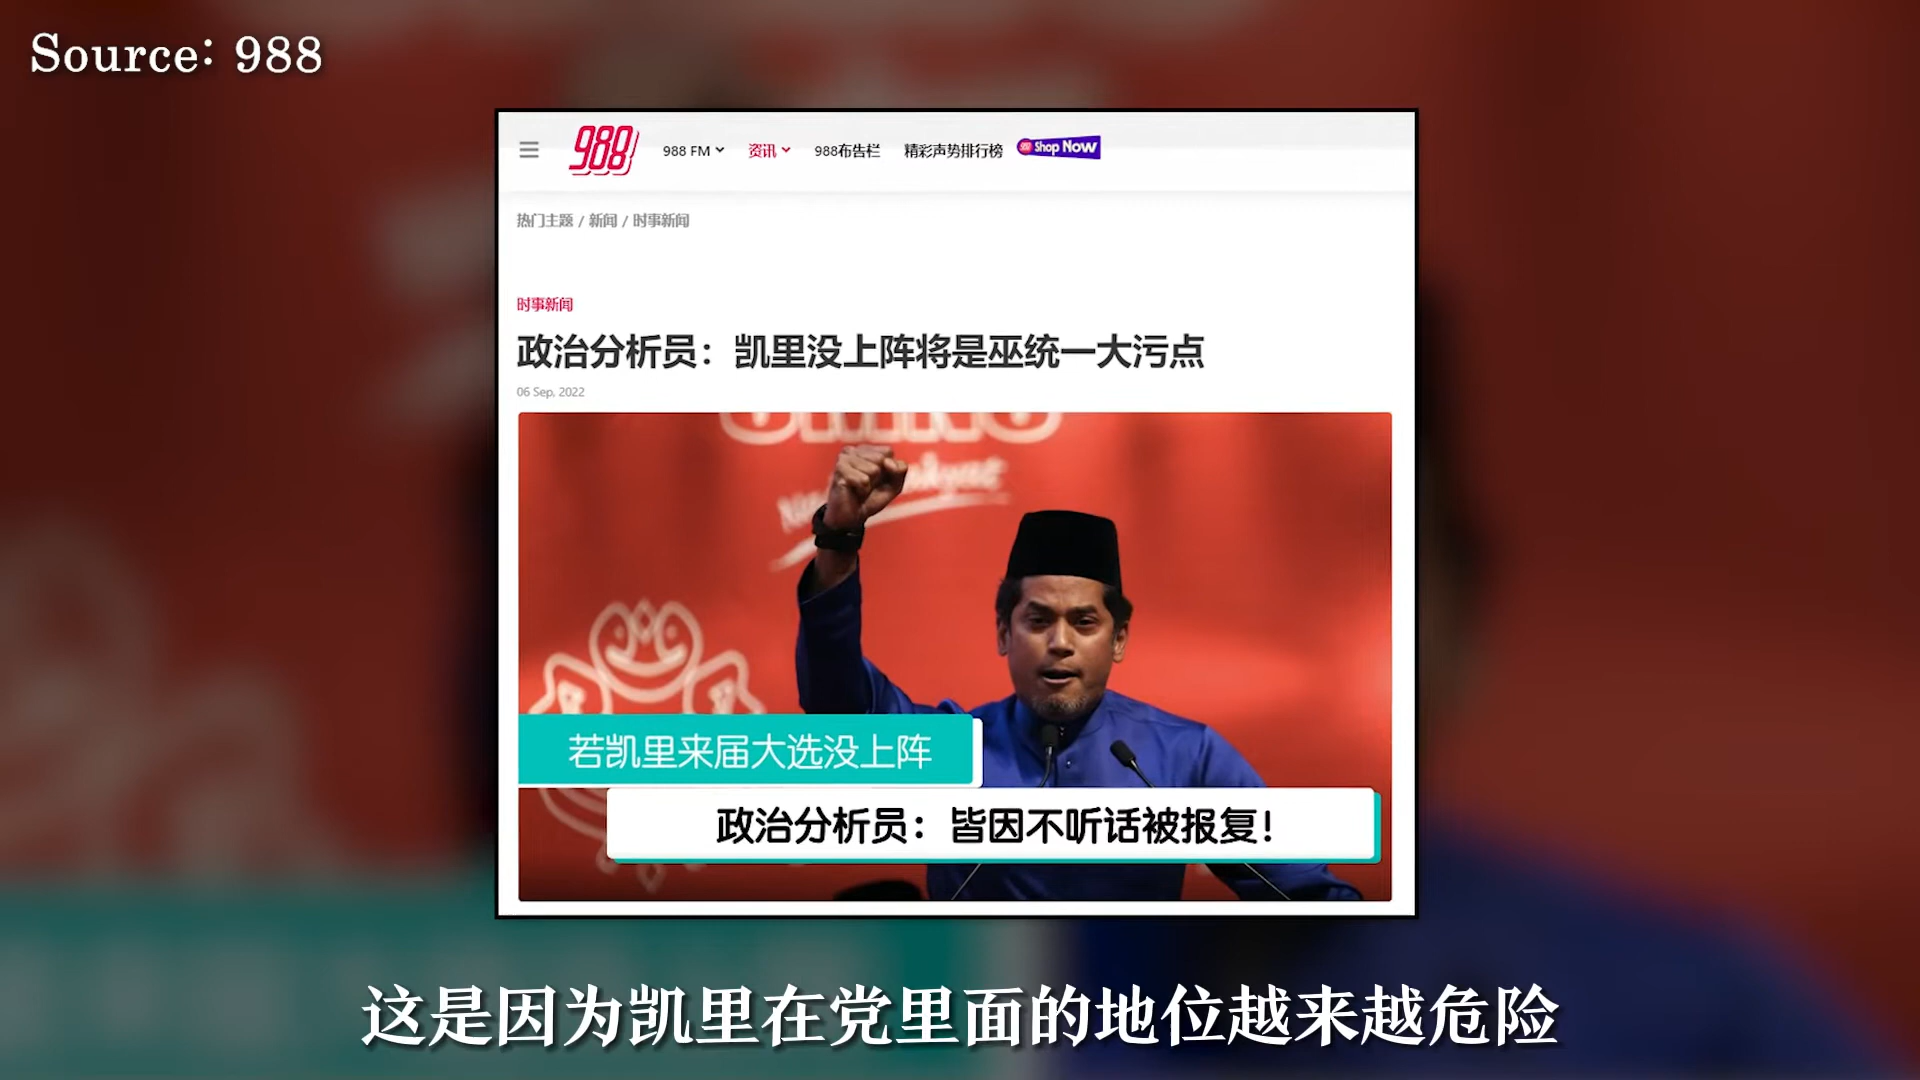 Source: 988
988
988 FM
资讯
988布告栏
精彩声势排行榜
Shop Now
热门主题 / 新闻 / 时事新闻
时事新闻
政治分析员：凯里没上阵将是巫统一大污点
06 Sep, 2022
若凯里来届大选没上阵
政治分析员：皆因不听话被报复！
这是因为凯里在党里面的地位越来越危险